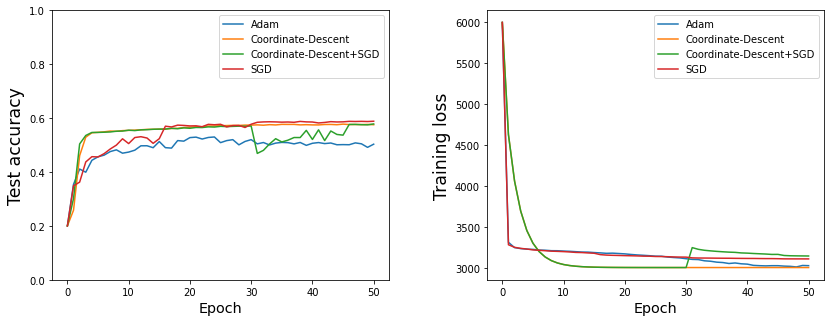 Test accuracy
1.0
0.8
0.6
0.4
0.2
0.0
0 10 20 30 40 50
Epoch
Adam
Coordinate-Descent
Coordinate-Descent+SGD
SGD
Training loss
6000
5500
5000
4500
4000
3500
3000
0 10 20 30 40 50
Epoch
Adam
Coordinate-Descent
Coordinate-Descent+SGD
SGD